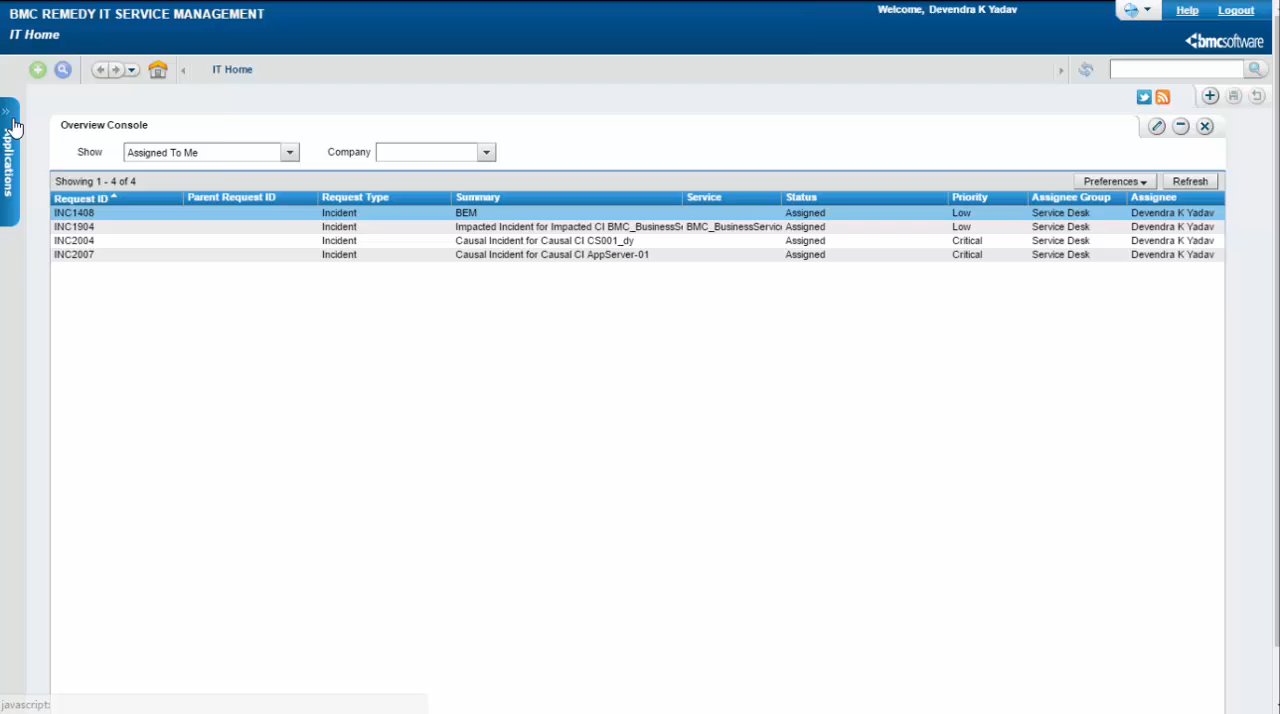 BMC REMEDY IT SERVICE MANAGEMENT
Welcome, Devendra K Yadav
Help
Logout
IT Home
bmcsoftware
IT Home
Applications
Overview Console
Show
Assigned To Me
Company
Showing 1 - 4 of 4
Preferences
Refresh
Request ID Parent Request ID Request Type Summary Service Status Priority Assignee Group Assignee
INC1408 Incident BEM Assigned Low Service Desk Devendra K Yadav
INC1904 Incident Impacted Incident for Impacted CI BMC_BusinessSe BMC_BusinessService Assigned Low Service Desk Devendra K Yadav
INC2004 Incident Causal Incident for Causal CI CS001_dy Assigned Critical Service Desk Devendra K Yadav
INC2007 Incident Causal Incident for Causal CI AppServer-01 Assigned Critical Service Desk Devendra K Yadav
javascript: